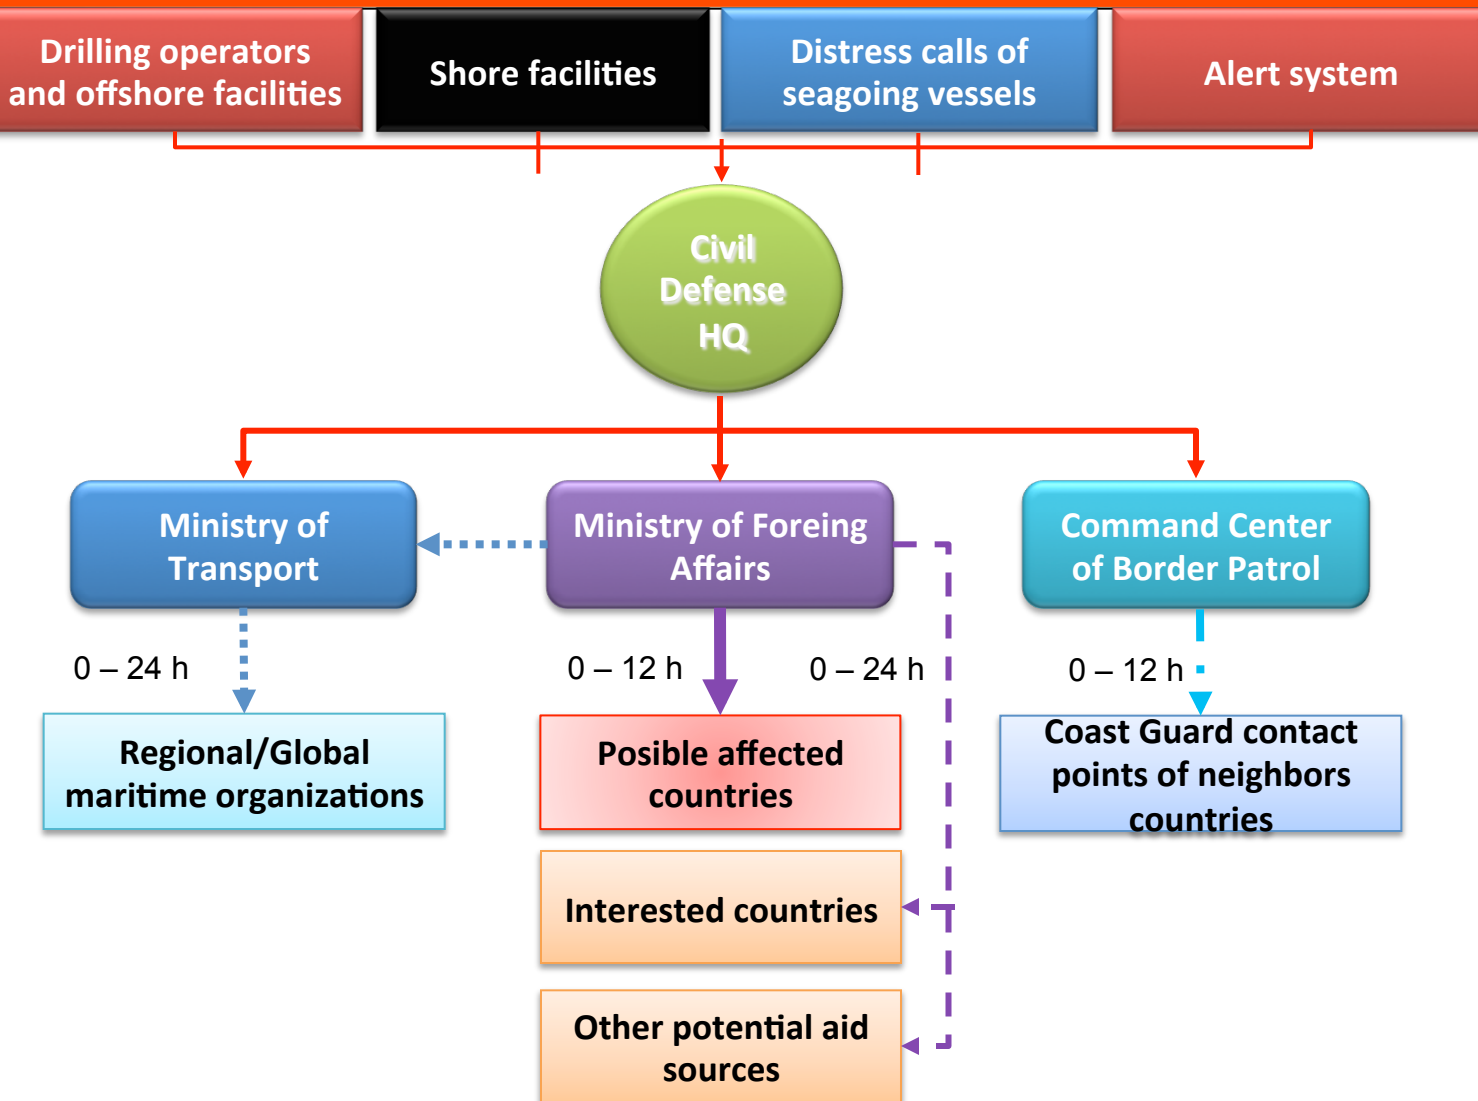 Drilling operators
and offshore facilities
Shore facilities
Distress calls of
seagoing vessels
Alert system
Civil
Defense
HQ
Ministry of
Transport
Ministry of Foreing
Affairs
Command Center
of Border Patrol
0 – 24 h
0 – 12 h
0 – 24 h
0 – 12 h
Regional/Global
maritime organizations
Posible affected
countries
Coast Guard contact
points of neighbors
countries
Interested countries
Other potential aid
sources